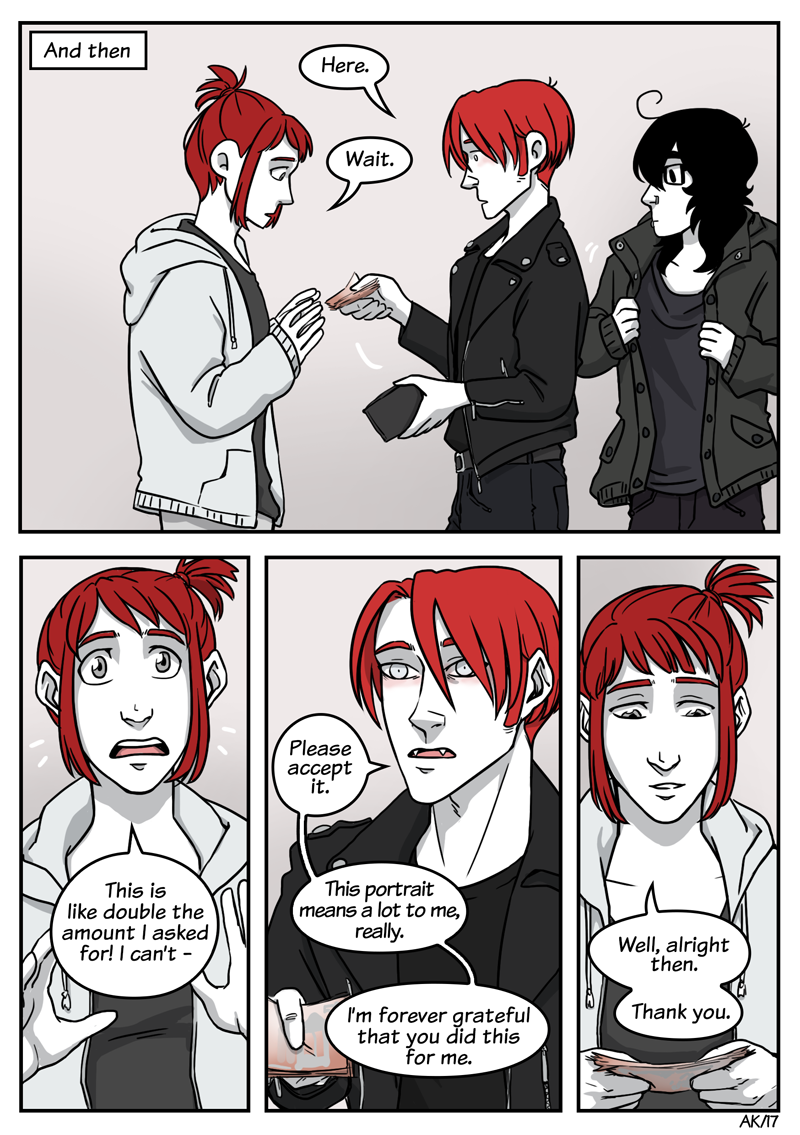 And then
Here.
Wait.
This is
like double the
amount I asked
for! I can't -
Please
accept
it.
This portrait
means a lot to me,
really.
I'm forever grateful
that you did this
for me.
Well, alright
then.
Thank you.
AK/17